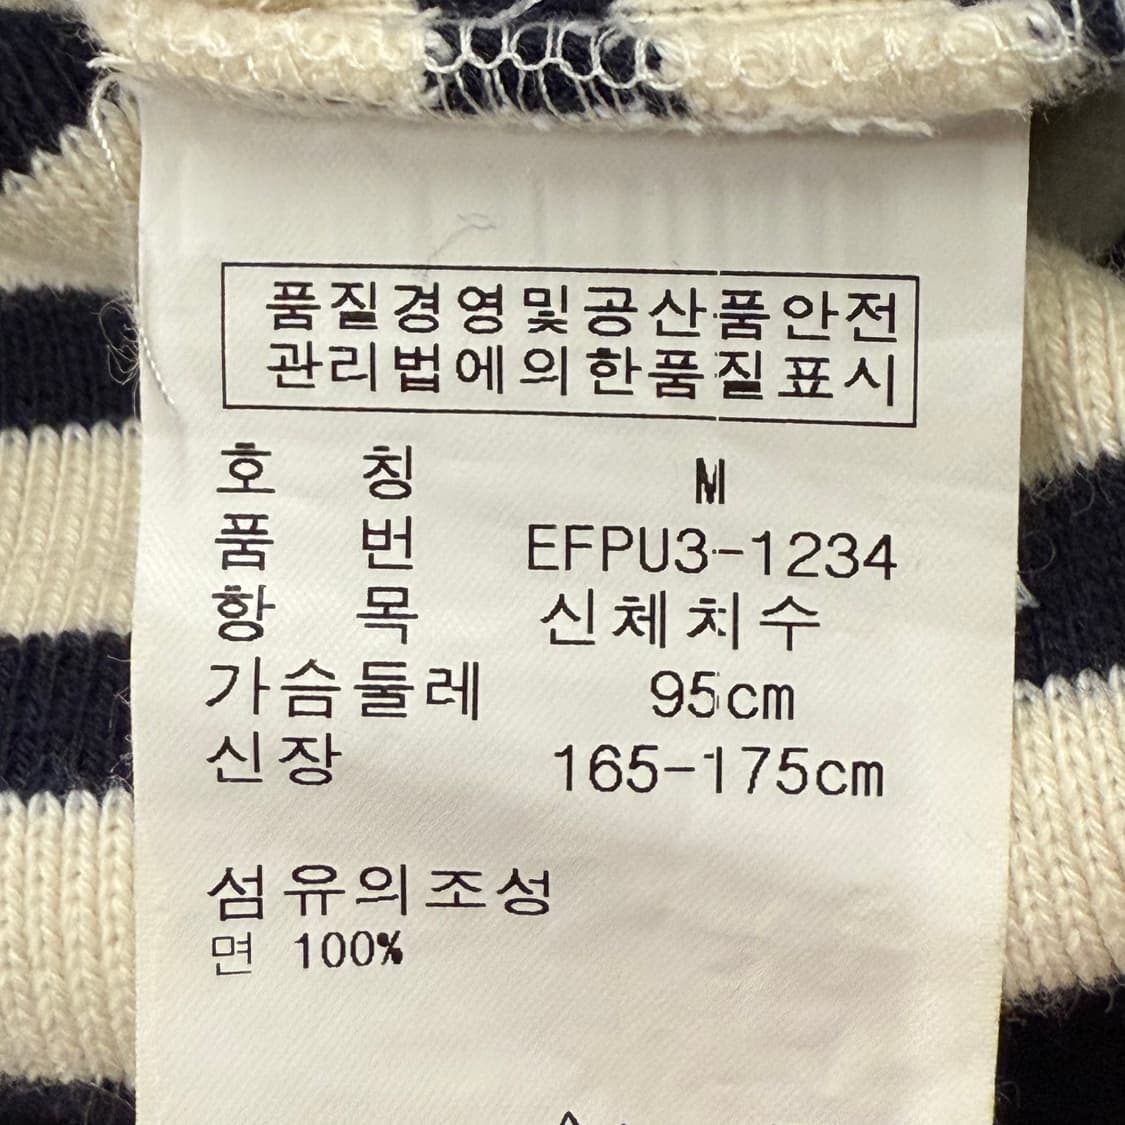 품질경영및공산품안전
관리법에의한품질표시
호 칭 M
품 번 EFPU3-1234
항 목 신체치수
가슴둘레 95cm
신장 165-175cm
섬유의조성
면 100%